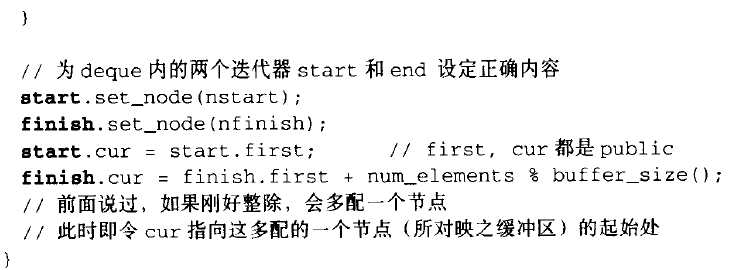 }
// 为 deque 内的两个迭代器 start 和 end 设定正确内容
start.set_node(nstart);
finish.set_node(nfinish);
start.cur = start.first; // first, cur 都是 public
finish.cur = finish.first + num_elements % buffer_size();
// 前面说过，如果刚好整除，会多配一个节点
// 此时即令 cur 指向这多配的一个节点（所对映之缓冲区）的起始处
}